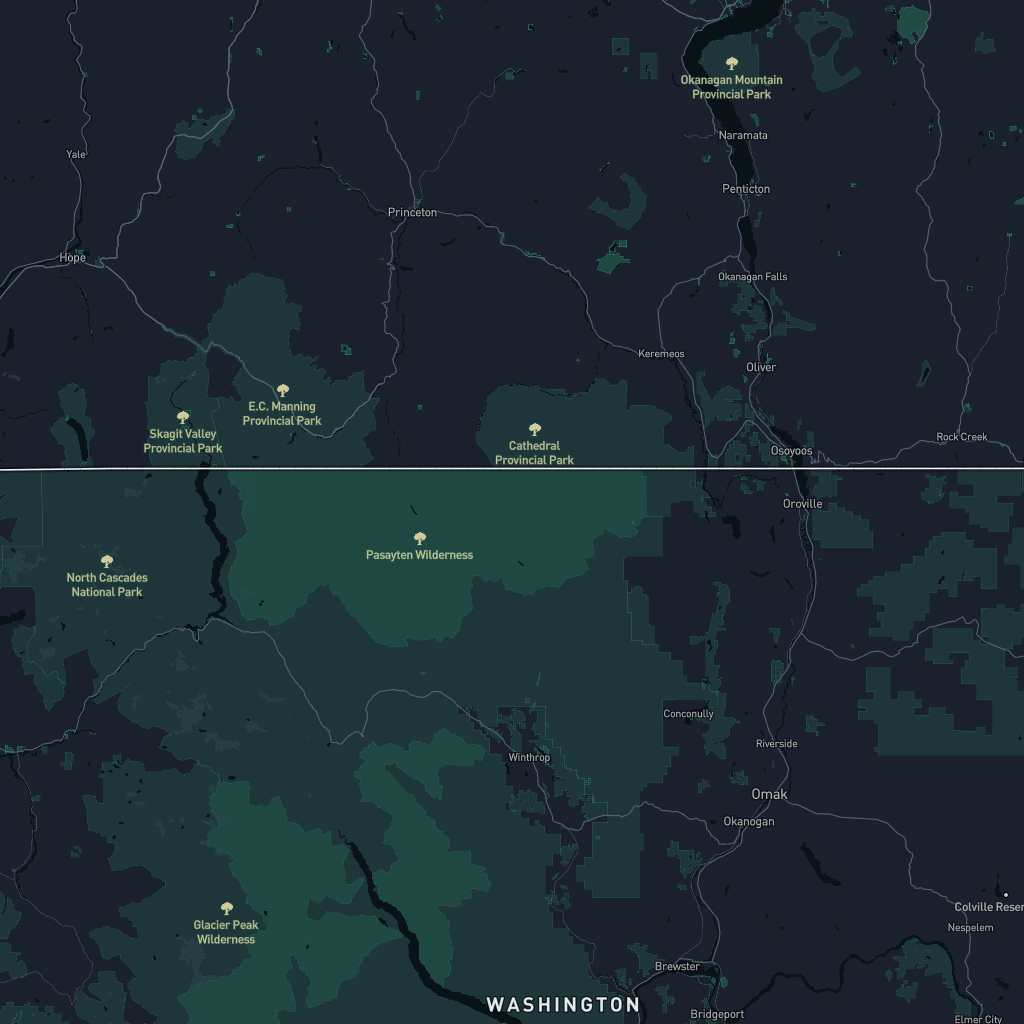 Okanagan Mountain
Provincial Park
Naramata
Yale
Penticton
Princeton
Hope
Okanagan Falls
Keremeos
Oliver
E.C. Manning
Provincial Park
Skagit Valley
Provincial Park
Cathedral
Provincial Park
Rock Creek
Osoyoos
Oroville
Pasayten Wilderness
North Cascades
National Park
Conconully
Riverside
Winthrop
Omak
Okanogan
Colville Reser
Glacier Peak
Wilderness
Nespelem
Brewster
WASHINGTON
Bridgeport
Elmer City